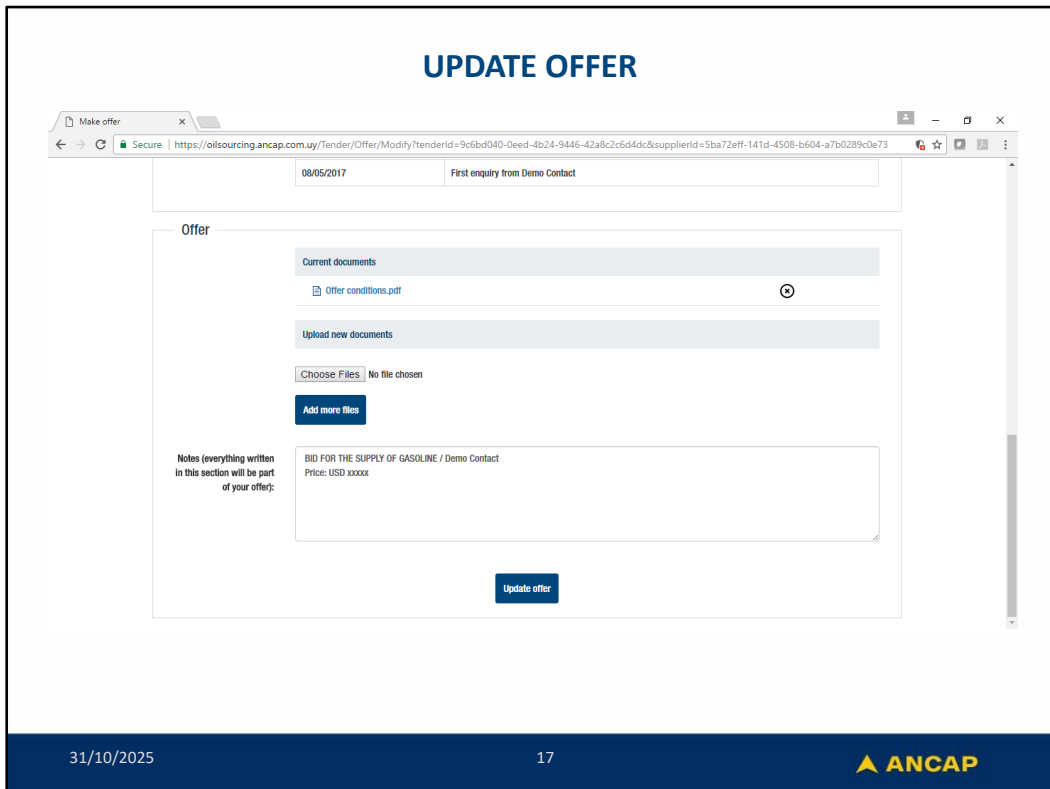 UPDATE OFFER
Make offer
Secure | https://oilsourcing.ancap.com.uy/Tender/Offer/Modify?tenderId=9c6bd040-0eed-4b24-9446-42a8c2c6d4dc&supplierId=5ba72eff-141d-4508-b604-a7b0289c0e73
08/05/2017 First enquiry from Demo Contact
Offer
Current documents
Offer conditions.pdf
Upload new documents
Choose Files No file chosen
Add more files
Notes (everything written
in this section will be part
of your offer):
BID FOR THE SUPPLY OF GASOLINE / Demo Contact
Price: USD xxxxx
Update offer
31/10/2025 17 ANCAP